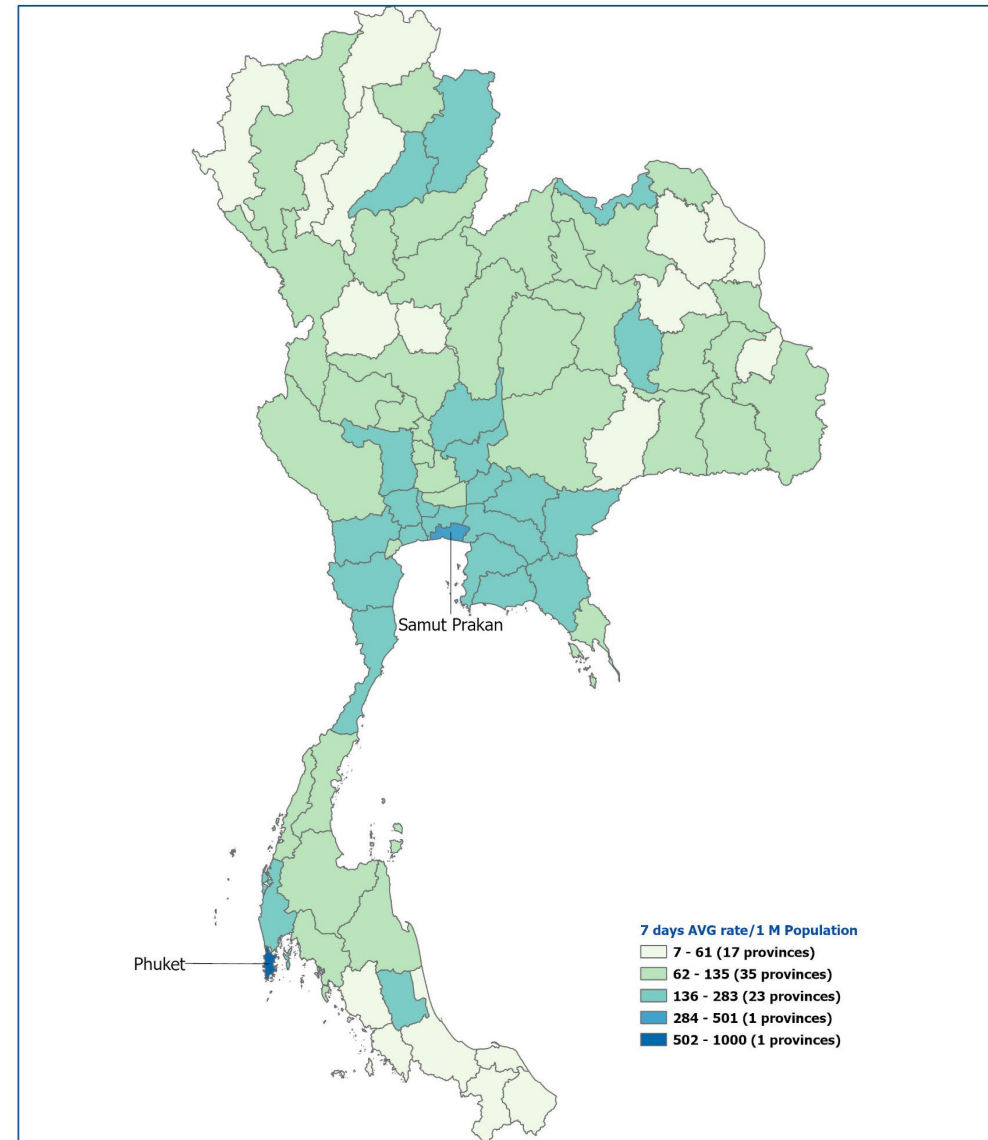 Samut Prakan
Phuket
7 days AVG rate/1 M Population
7 - 61 (17 provinces)
62 - 135 (35 provinces)
136 - 283 (23 provinces)
284 - 501 (1 provinces)
502 - 1000 (1 provinces)